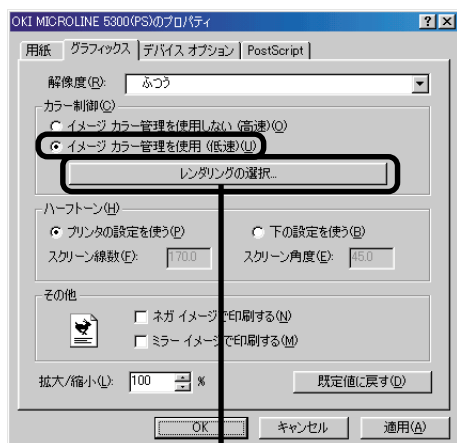 OKI MICROLINE 5300(PS)のプロパティ ? ×
用紙 グラフィックス デバイス オプション PostScript
解像度(R): ふつう
カラー制御(C)
イメージ カラー管理を使用しない (高速)(O)
イメージ カラー管理を使用 (低速)(U)
レンダリングの選択...
ハーフトーン(H)
プリンタの設定を使う(P) 下の設定を使う(B)
スクリーン線数(F): 170.0 スクリーン角度(E): 45.0
その他
ネガ イメージで印刷する(N)
ミラー イメージで印刷する(M)
拡大/縮小(L): 100 % 既定値に戻す(D)
OK キャンセル 適用(A)